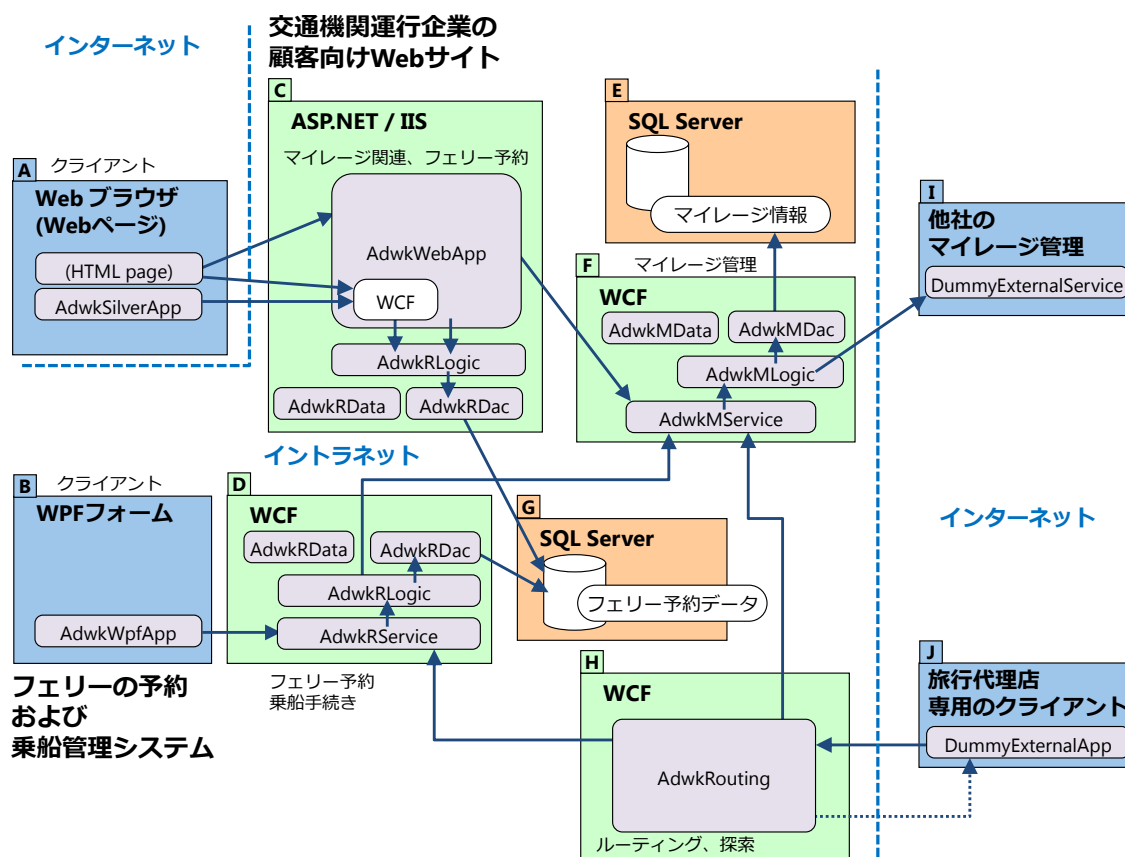 インターネット
交通機関運行企業の
顧客向けWebサイト
A
クライアント
Web ブラウザ
(Webページ)
(HTML page)
AdwkSilverApp
C
ASP.NET / IIS
マイレージ関連、フェリー予約
AdwkWebApp
WCF
AdwkRLogic
AdwkRData
AdwkRDac
E
SQL Server
マイレージ情報
F
マイレージ管理
WCF
AdwkMData
AdwkMDac
AdwkMLogic
AdwkMService
I
他社の
マイレージ管理
DummyExternalService
イントラネット
B
クライアント
WPFフォーム
AdwkWpfApp
フェリーの予約
および
乗船管理システム
D
WCF
AdwkRData
AdwkRDac
AdwkRLogic
AdwkRService
フェリー予約
乗船手続き
G
SQL Server
フェリー予約データ
インターネット
H
WCF
AdwkRouting
ルーティング、探索
J
旅行代理店
専用のクライアント
DummyExternalApp